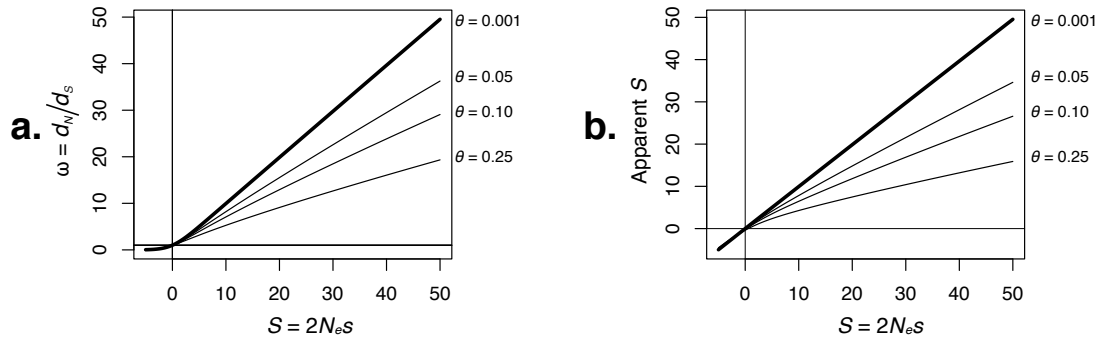 a.
ω = dN/dS
50
40
30
20
10
0
0 10 20 30 40 50
S = 2Nes
θ = 0.001
θ = 0.05
θ = 0.10
θ = 0.25
b.
Apparent S
50
40
30
20
10
0
0 10 20 30 40 50
S = 2Nes
θ = 0.001
θ = 0.05
θ = 0.10
θ = 0.25